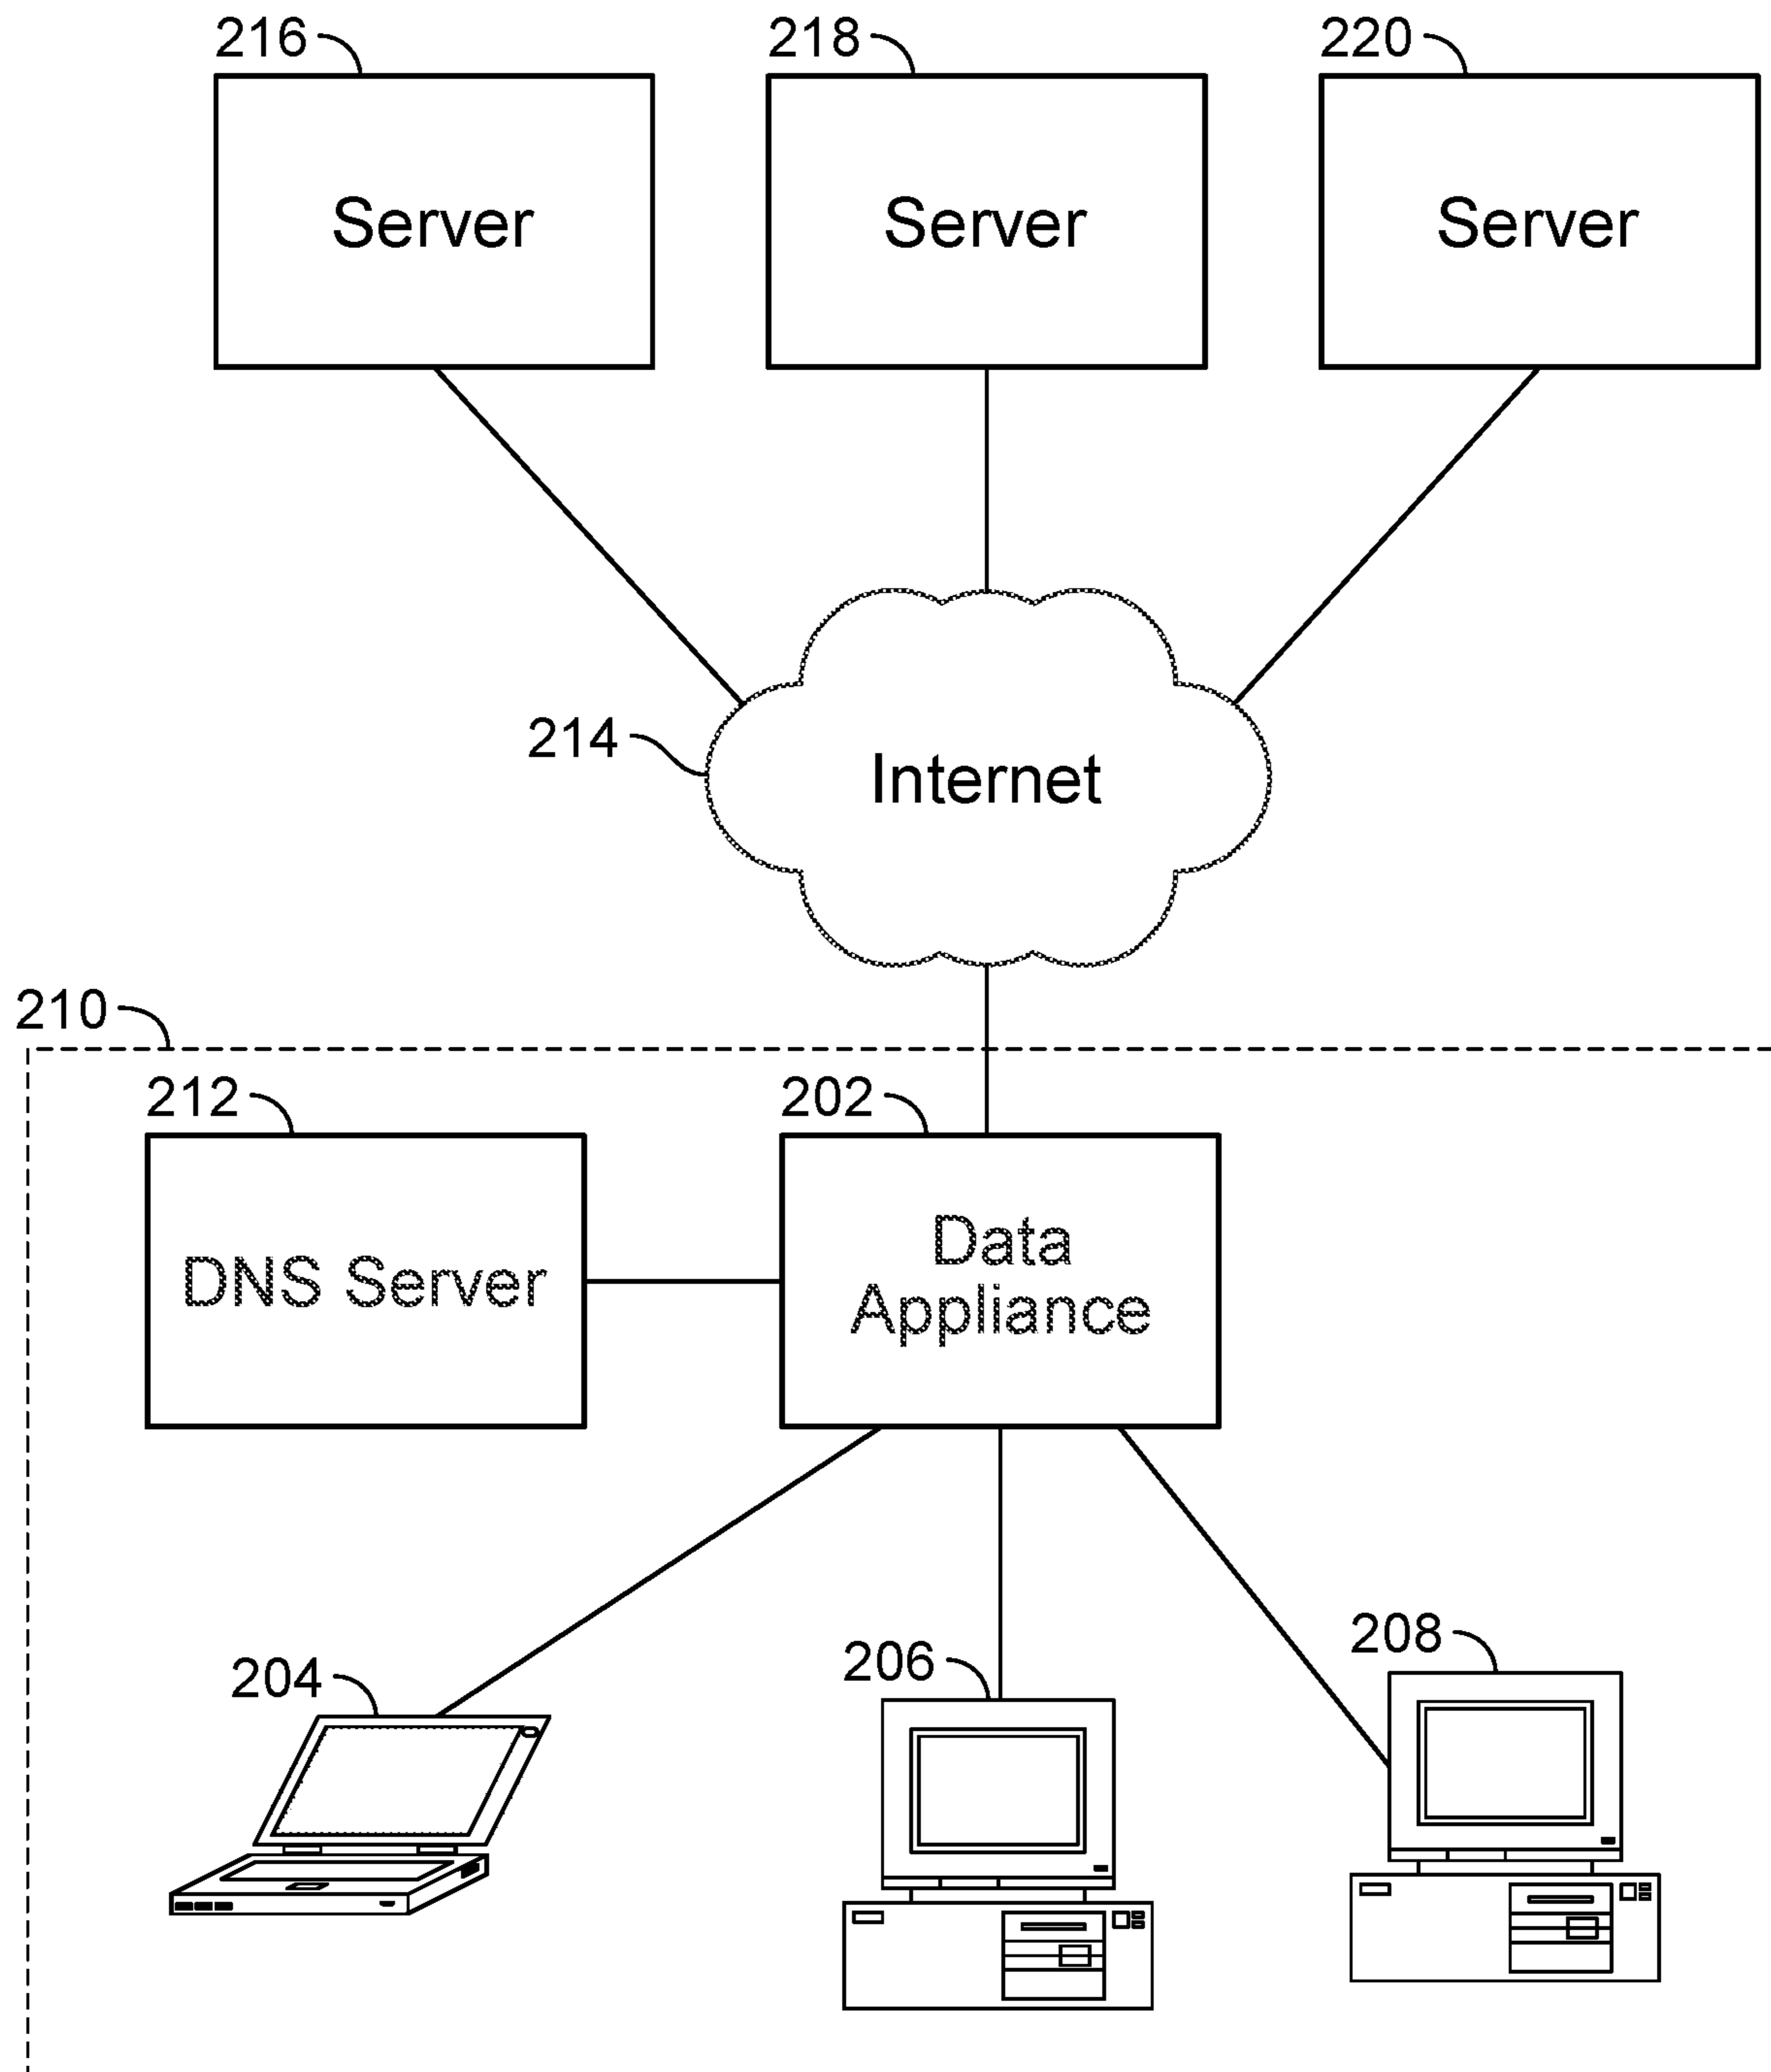 216
218
220
Server
Server
Server
214
Internet
210
212
202
DNS Server
Data
Appliance
204
206
208